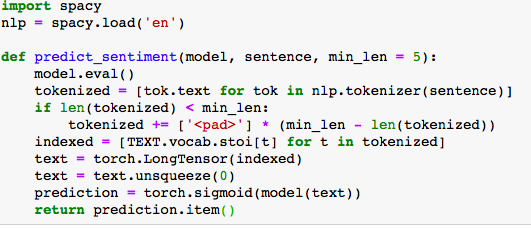 import spacy
nlp = spacy.load('en')

def predict_sentiment(model, sentence, min_len = 5):
    model.eval()
    tokenized = [tok.text for tok in nlp.tokenizer(sentence)]
    if len(tokenized) < min_len:
        tokenized += ['<pad>'] * (min_len - len(tokenized))
    indexed = [TEXT.vocab.stoi[t] for t in tokenized]
    text = torch.LongTensor(indexed)
    text = text.unsqueeze(0)
    prediction = torch.sigmoid(model(text))
    return prediction.item()